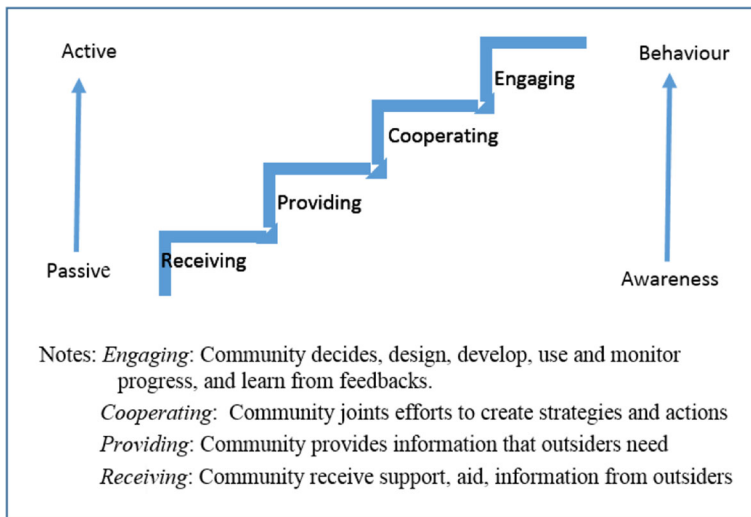 Active
Behaviour
Engaging
Cooperating
Providing
Receiving
Passive
Awareness
Notes: Engaging: Community decides, design, develop, use and monitor
progress, and learn from feedbacks.
Cooperating: Community joints efforts to create strategies and actions
Providing: Community provides information that outsiders need
Receiving: Community receive support, aid, information from outsiders